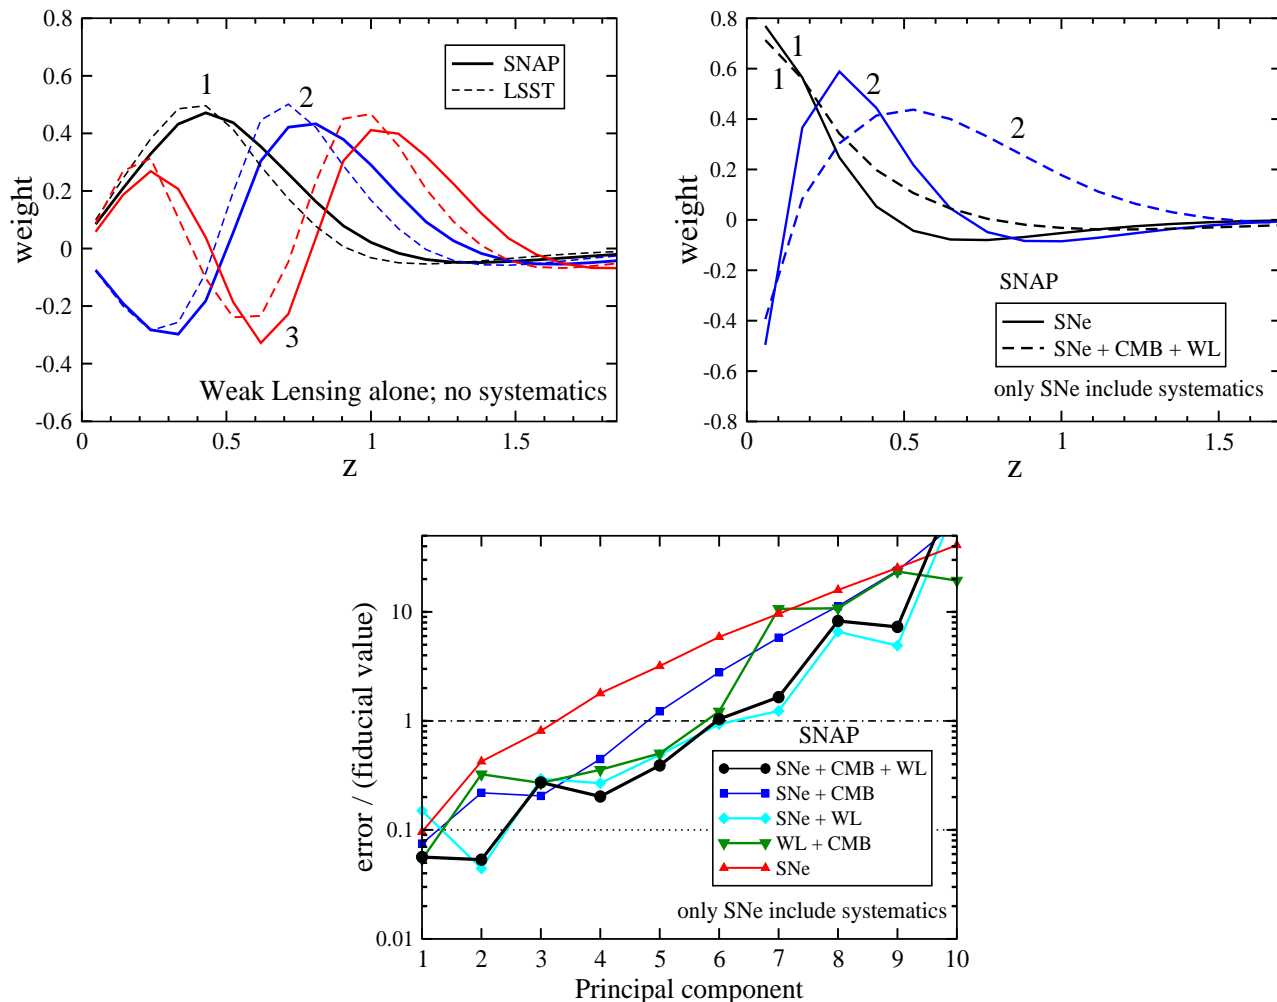 0.8
0.6
0.4
0.2
0
-0.2
-0.4
-0.6
weight
1
2
3
SNAP
LSST
Weak Lensing alone; no systematics
0 0.5 1 1.5
z
0.8
0.6
0.4
0.2
0
-0.2
-0.4
-0.6
-0.8
weight
1
1
2
2
SNAP
SNe
SNe + CMB + WL
only SNe include systematics
0 0.5 1 1.5
z
10
1
0.1
0.01
error / (fiducial value)
SNAP
SNe + CMB + WL
SNe + CMB
SNe + WL
WL + CMB
SNe
only SNe include systematics
1 2 3 4 5 6 7 8 9 10
Principal component